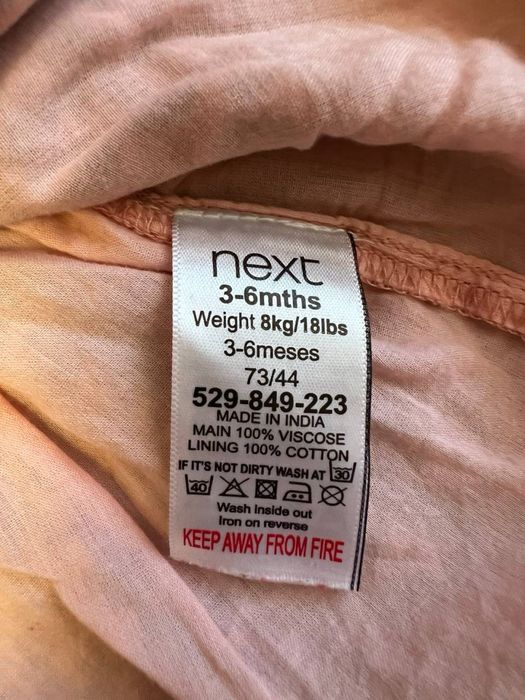 next
3-6mths
Weight 8kg/18lbs
3-6meses
73/44
529-849-223
MADE IN INDIA
MAIN 100% VISCOSE
LINING 100% COTTON
IF IT'S NOT DIRTY WASH AT 30
40
Wash inside out
Iron on reverse
KEEP AWAY FROM FIRE